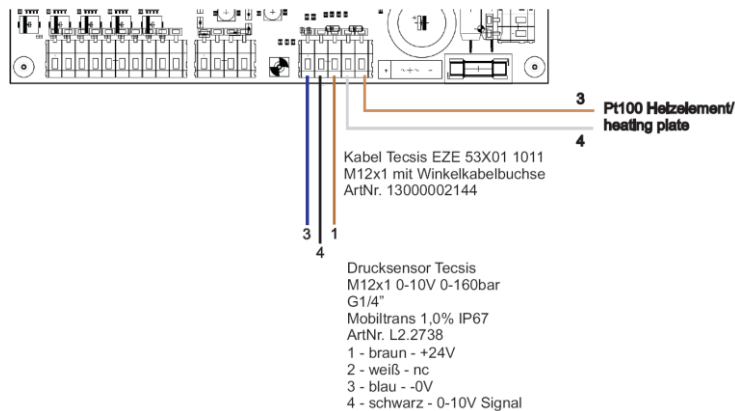 3
Pt100 Heizelement/
heating plate
4
Kabel Tecsis EZE 53X01 1011
M12x1 mit Winkelkabelbuchse
ArtNr. 13000002144
3
4
1
Drucksensor Tecsis
M12x1 0-10V 0-160bar
G1/4"
Mobiltrans 1,0% IP67
ArtNr. L2.2738
1 - braun - +24V
2 - weiß - nc
3 - blau - -0V
4 - schwarz - 0-10V Signal